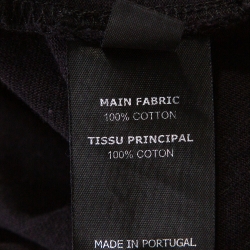 MAIN FABRIC
100% COTTON
TISSU PRINCIPAL
100% COTON
MADE IN PORTUGAL